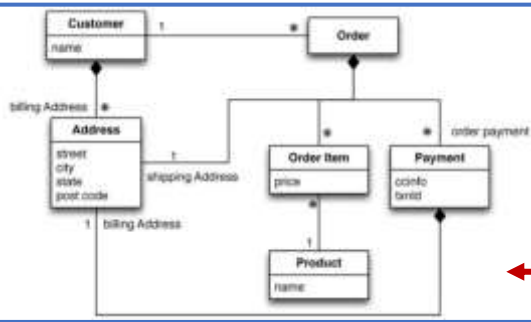 Customer
name
1
*
Order
billing Address
*
Address
street
city
state
post code
1
shipping Address
*
Order Item
price
*
order payment
Payment
ccinfo
txnId
1
billing Address
*
1
Product
name